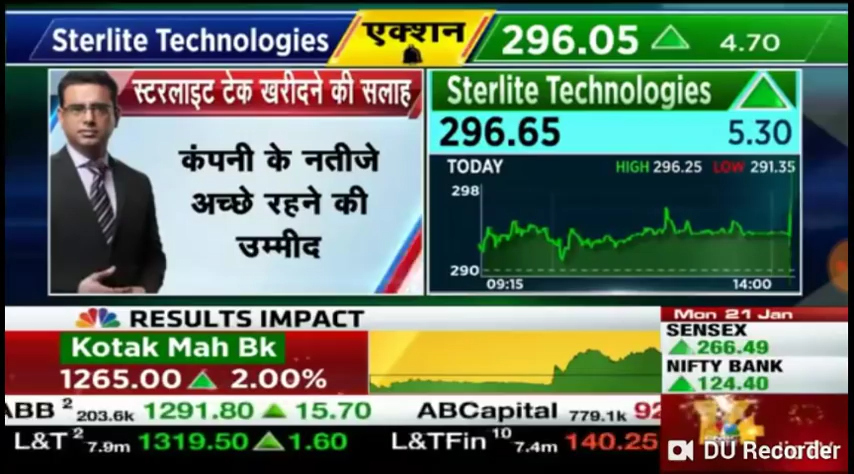 Sterlite Technologies
एक्शन
296.05 4.70
स्टरलाइट टेक खरीदने की सलाह
कंपनी के नतीजे
अच्छे रहने की
उम्मीद
Sterlite Technologies
296.65 5.30
TODAY HIGH 296.25 LOW 291.35
298
290
09:15 14:00
RESULTS IMPACT
Kotak Mah Bk
1265.00 2.00%
Mon 21 Jan
SENSEX
266.49
NIFTY BANK
124.40
ABB 2 203.6k 1291.80 15.70 ABCapital 779.1k 92
L&T 2 7.9m 1319.50 1.60 L&TFin 10 7.4m 140.25
DU Recorder